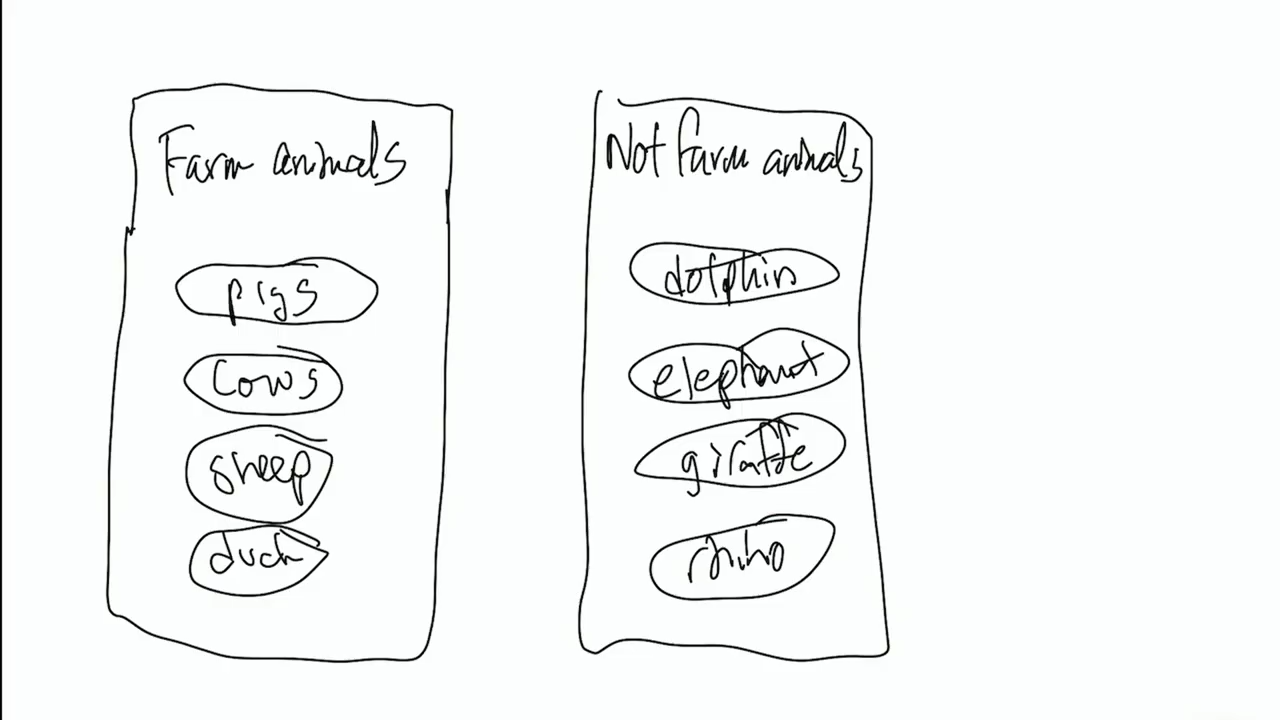 Farm animals
pigs
cows
sheep
duck
Not farm animals
dolphin
elephant
giraffe
rhino